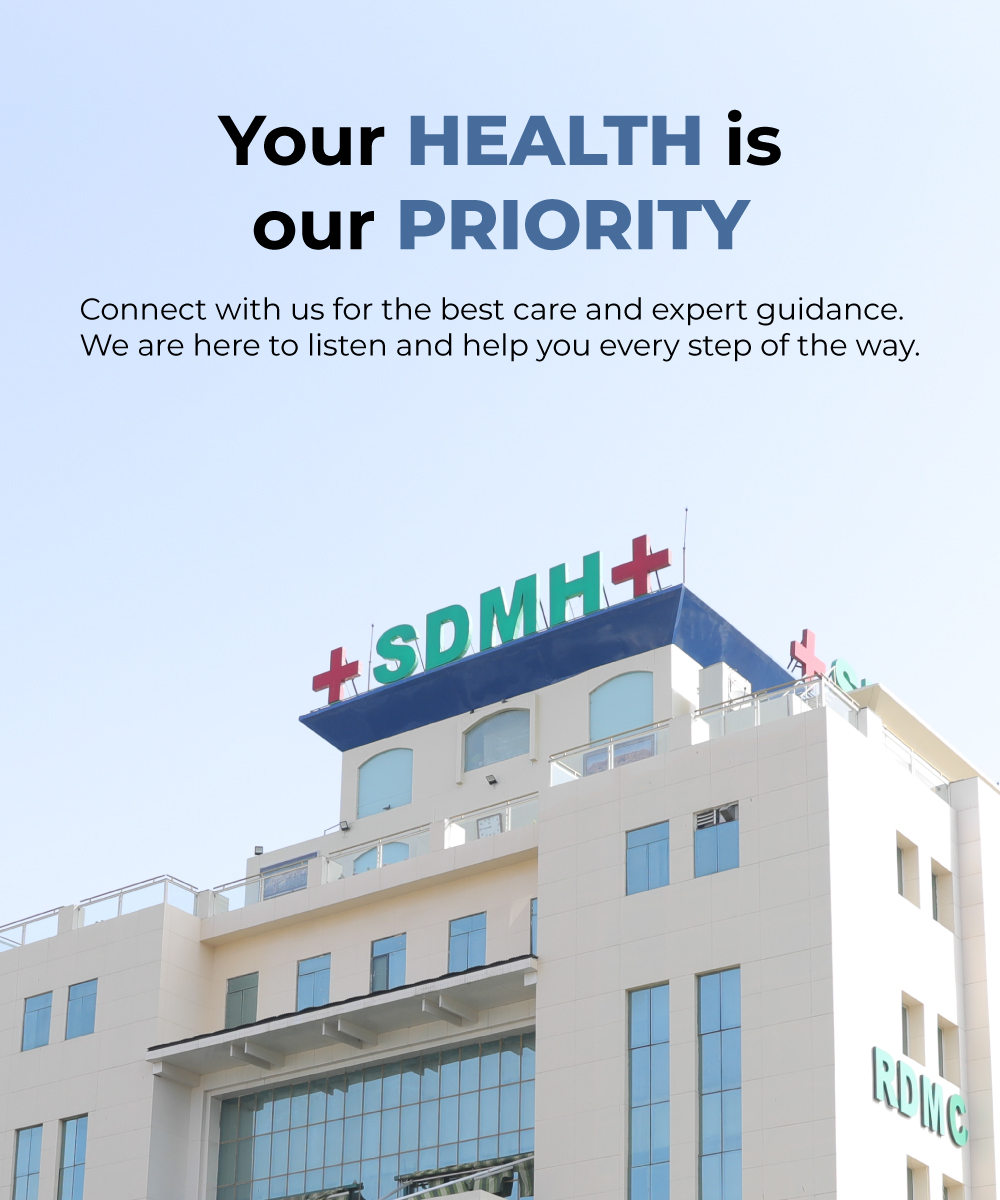 Your HEALTH is
our PRIORITY
Connect with us for the best care and expert guidance.
We are here to listen and help you every step of the way.
SDMH
RDMC